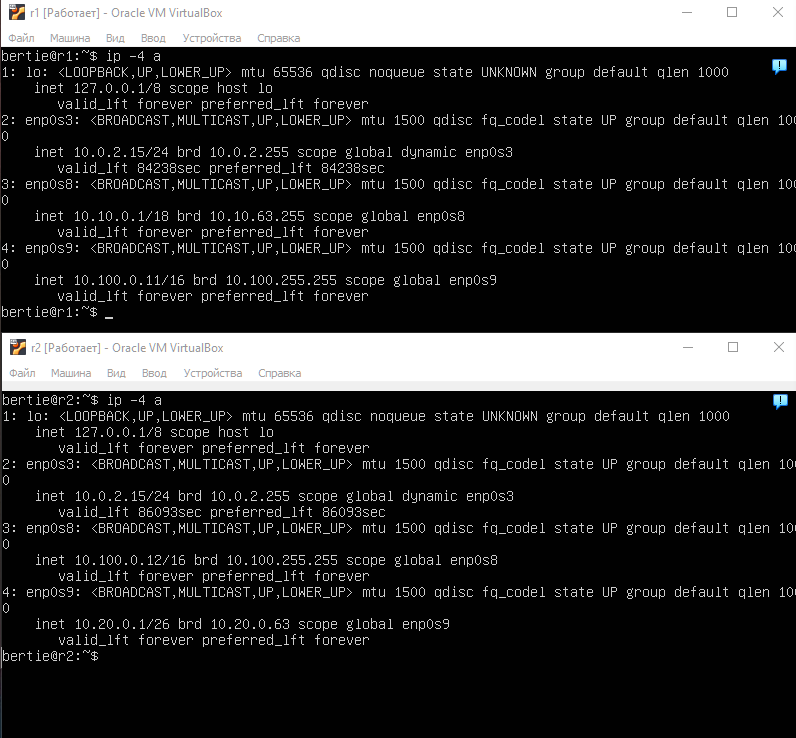 r1 [Работает] - Oracle VM VirtualBox
Файл Машина Вид Ввод Устройства Справка
bertie@r1:~$ ip -4 a
1: lo: <LOOPBACK,UP,LOWER_UP> mtu 65536 qdisc noqueue state UNKNOWN group default qlen 1000
    inet 127.0.0.1/8 scope host lo
       valid_lft forever preferred_lft forever
2: enp0s3: <BROADCAST,MULTICAST,UP,LOWER_UP> mtu 1500 qdisc fq_codel state UP group default qlen 100
0
    inet 10.0.2.15/24 brd 10.0.2.255 scope global dynamic enp0s3
       valid_lft 84238sec preferred_lft 84238sec
3: enp0s8: <BROADCAST,MULTICAST,UP,LOWER_UP> mtu 1500 qdisc fq_codel state UP group default qlen 100
0
    inet 10.10.0.1/18 brd 10.10.63.255 scope global enp0s8
       valid_lft forever preferred_lft forever
4: enp0s9: <BROADCAST,MULTICAST,UP,LOWER_UP> mtu 1500 qdisc fq_codel state UP group default qlen 100
0
    inet 10.100.0.11/16 brd 10.100.255.255 scope global enp0s9
       valid_lft forever preferred_lft forever
bertie@r1:~$ _
r2 [Работает] - Oracle VM VirtualBox
Файл Машина Вид Ввод Устройства Справка
bertie@r2:~$ ip -4 a
1: lo: <LOOPBACK,UP,LOWER_UP> mtu 65536 qdisc noqueue state UNKNOWN group default qlen 1000
    inet 127.0.0.1/8 scope host lo
       valid_lft forever preferred_lft forever
2: enp0s3: <BROADCAST,MULTICAST,UP,LOWER_UP> mtu 1500 qdisc fq_codel state UP group default qlen 100
0
    inet 10.0.2.15/24 brd 10.0.2.255 scope global dynamic enp0s3
       valid_lft 86093sec preferred_lft 86093sec
3: enp0s8: <BROADCAST,MULTICAST,UP,LOWER_UP> mtu 1500 qdisc fq_codel state UP group default qlen 100
0
    inet 10.100.0.12/16 brd 10.100.255.255 scope global enp0s8
       valid_lft forever preferred_lft forever
4: enp0s9: <BROADCAST,MULTICAST,UP,LOWER_UP> mtu 1500 qdisc fq_codel state UP group default qlen 100
0
    inet 10.20.0.1/26 brd 10.20.0.63 scope global enp0s9
       valid_lft forever preferred_lft forever
bertie@r2:~$